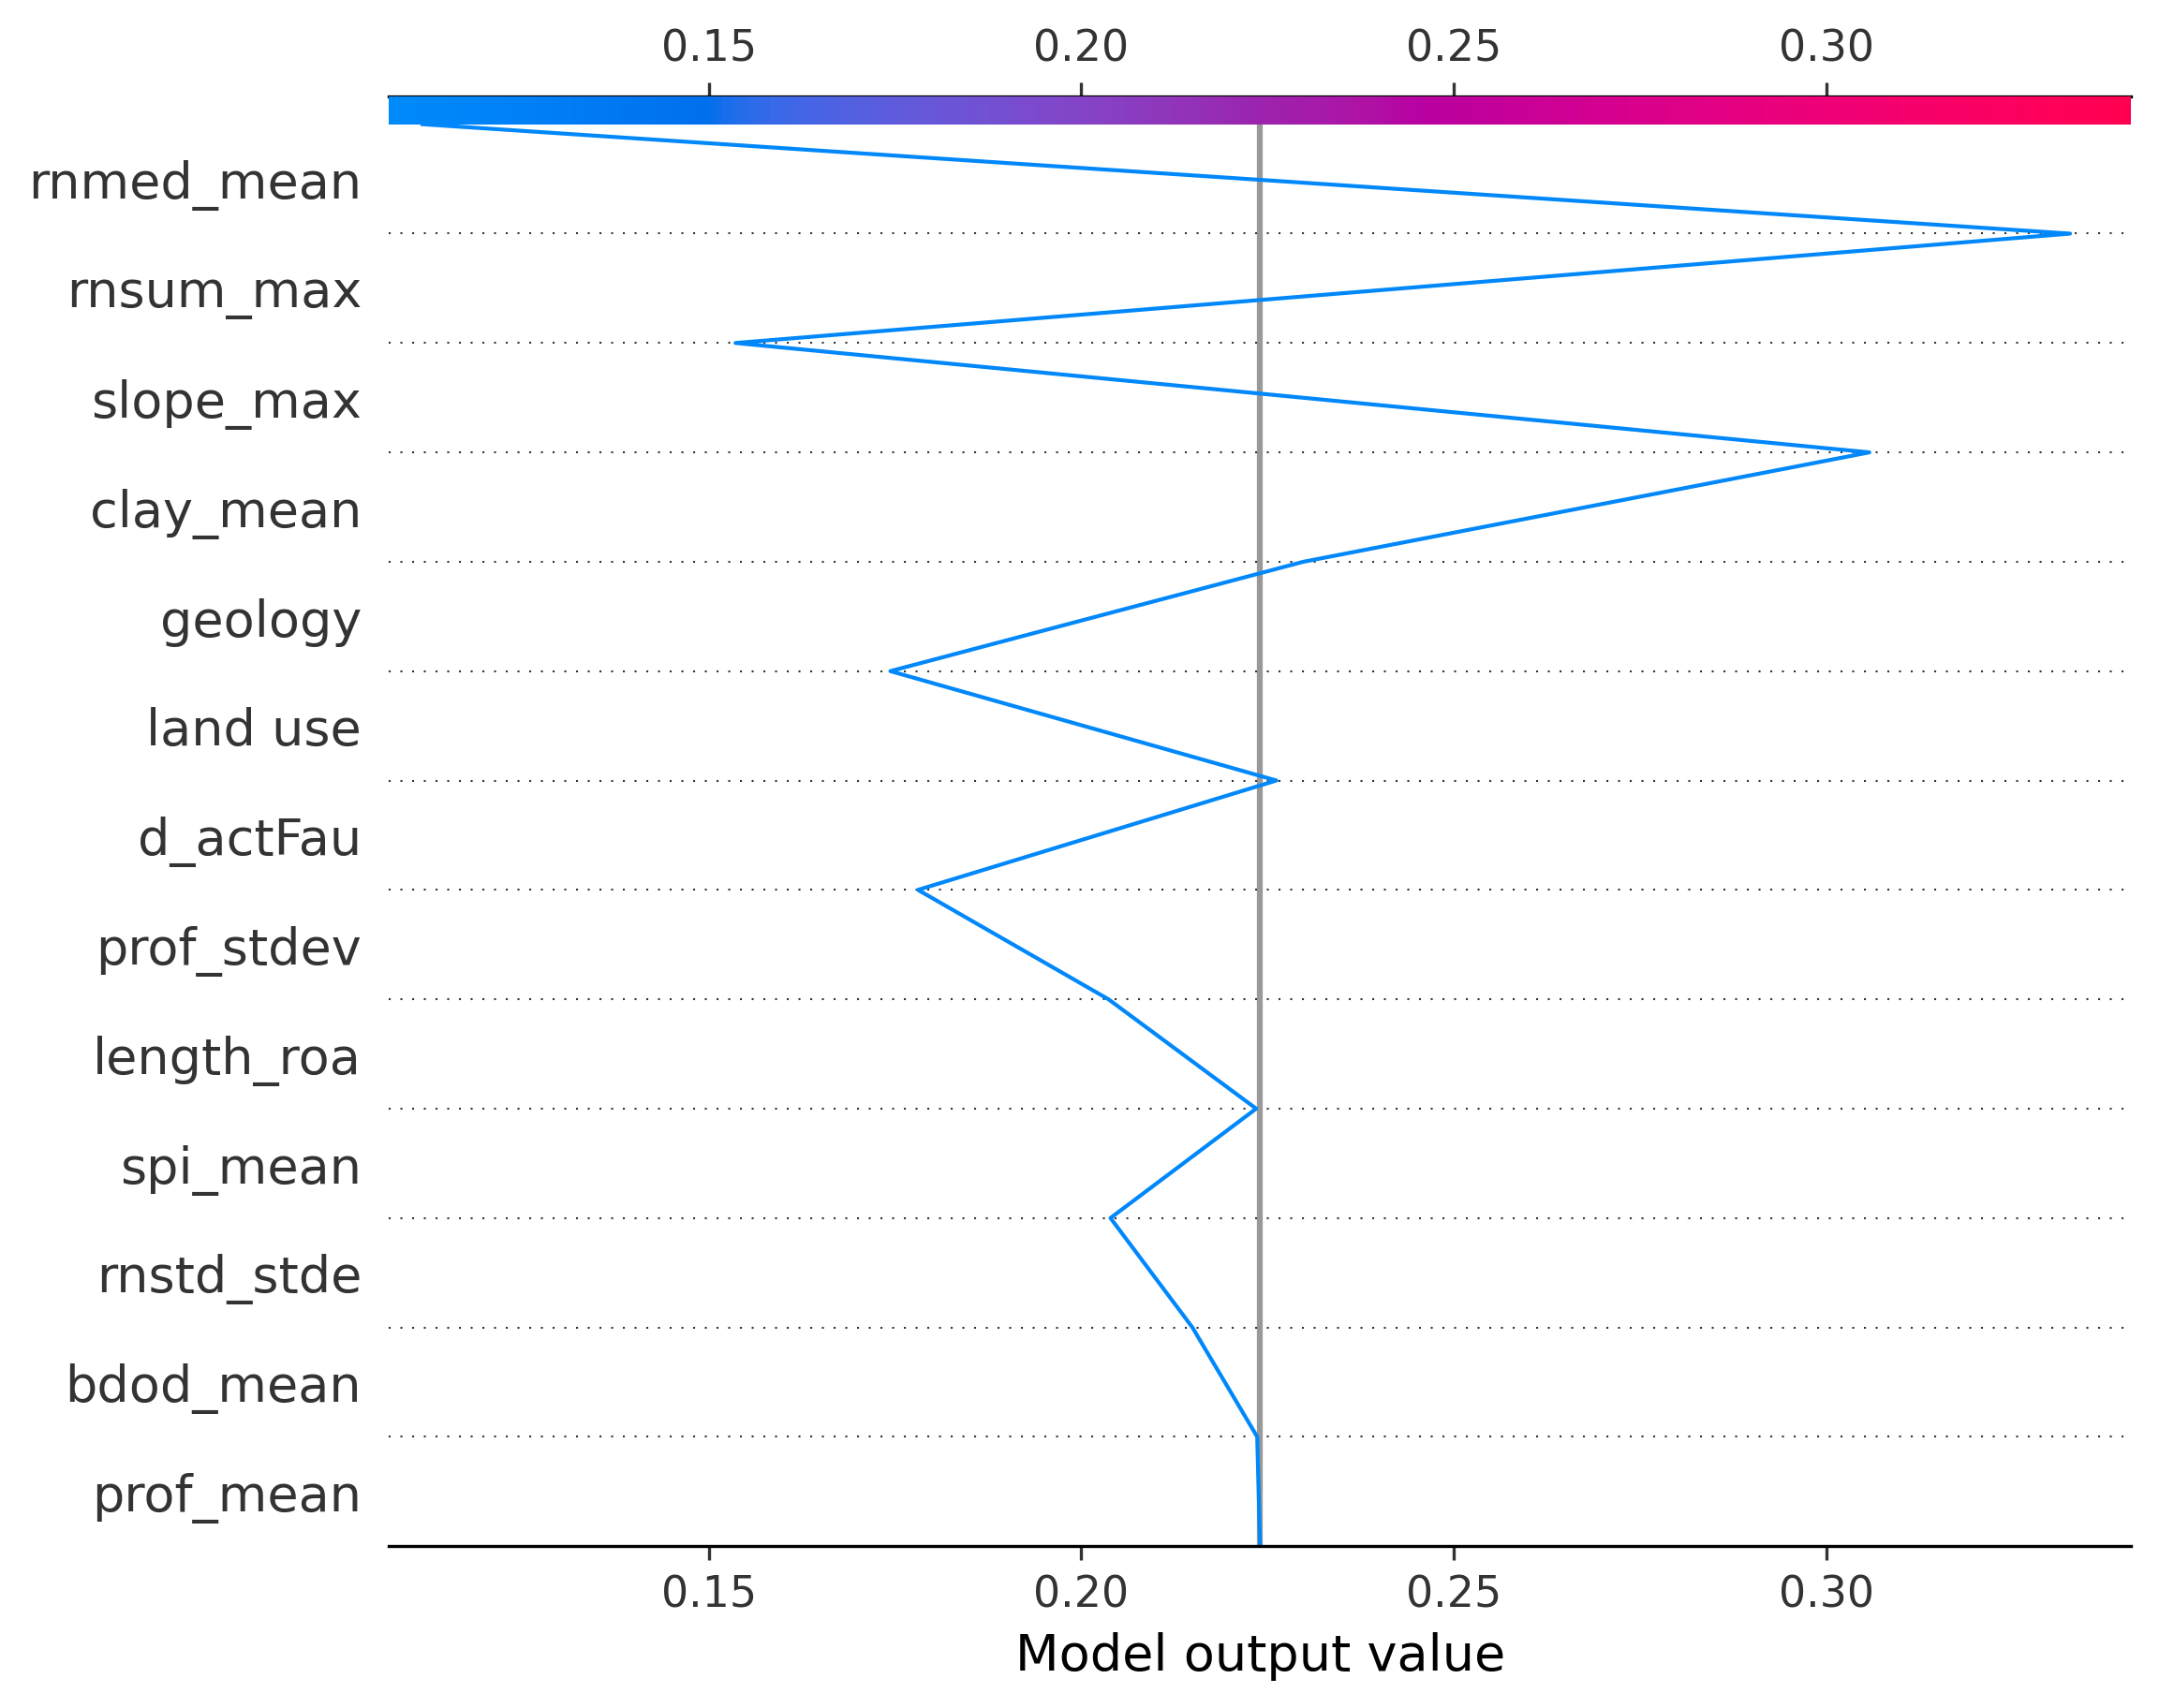 0.15 0.20 0.25 0.30
rnmed_mean
rnsum_max
slope_max
clay_mean
geology
land use
d_actFau
prof_stdev
length_roa
spi_mean
rnstd_stde
bdod_mean
prof_mean
0.15 0.20 0.25 0.30
Model output value